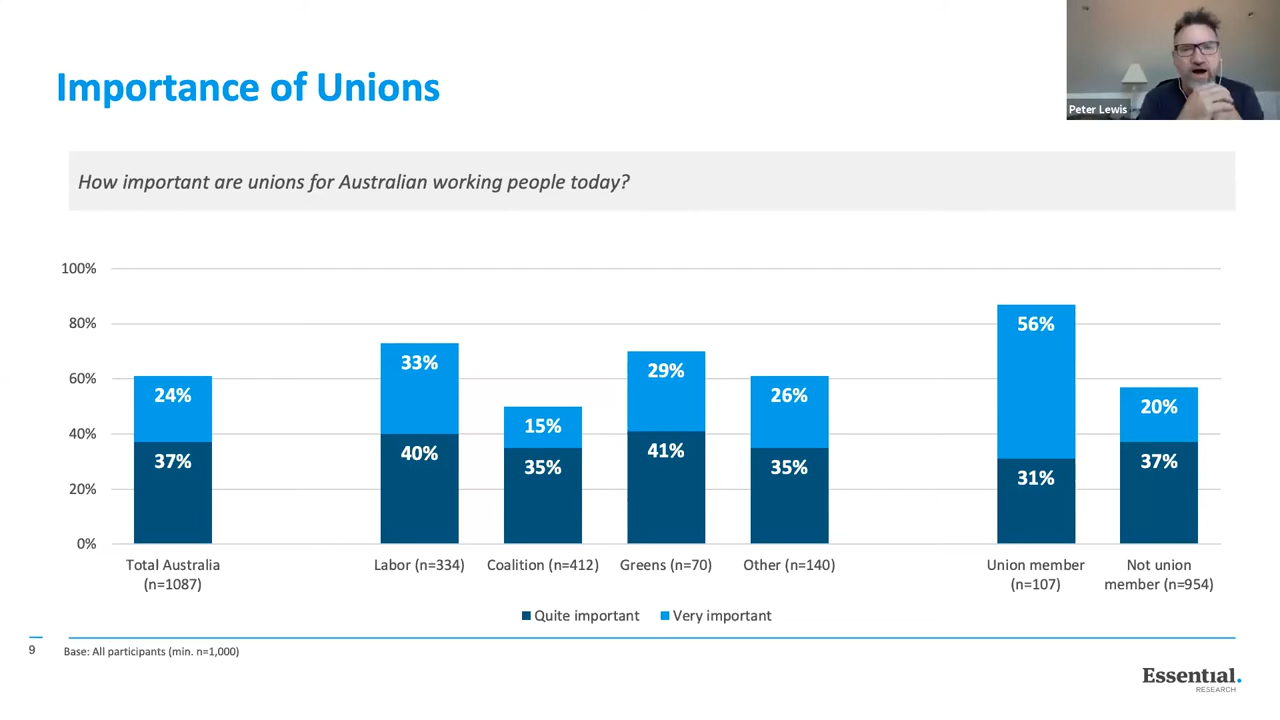 Importance of Unions
Peter Lewis
How important are unions for Australian working people today?
100%
80%
60%
40%
20%
0%
24%
37%
33%
40%
15%
35%
29%
41%
26%
35%
56%
31%
20%
37%
Total Australia
(n=1087)
Labor (n=334)
Coalition (n=412)
Greens (n=70)
Other (n=140)
Union member
(n=107)
Not union
member (n=954)
Quite important
Very important
9
Base: All participants (min. n=1,000)
Essential.
RESEARCH